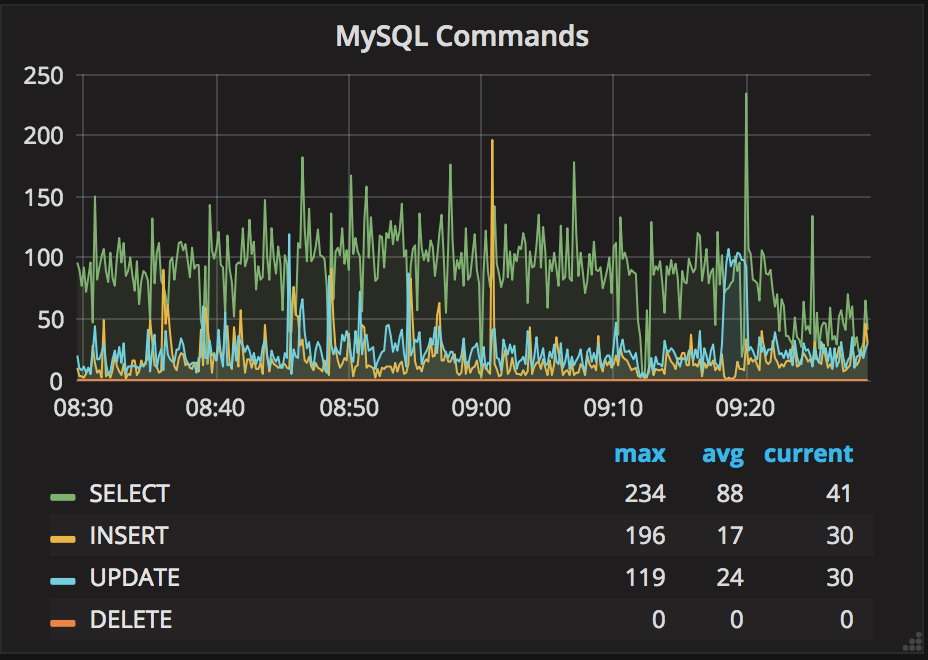 MySQL Commands
250
200
150
100
50
0
08:30 08:40 08:50 09:00 09:10 09:20
max avg current
SELECT 234 88 41
INSERT 196 17 30
UPDATE 119 24 30
DELETE 0 0 0